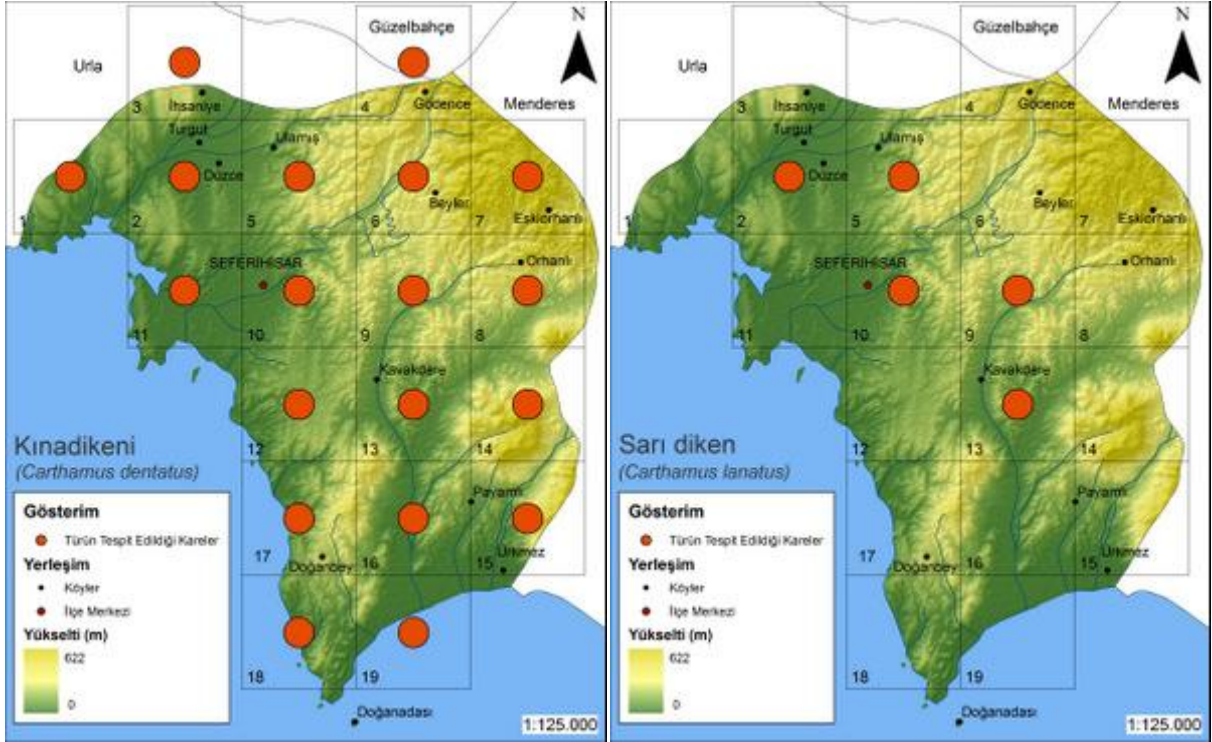 Güzelbahçe
N
Urla
3
4
İhsaniye
Gödence
Menderes
Turgut
Ulamış
Düzce
Beyler
1
2
5
6
7
Eskiorhanlı
SEFERİHİSAR
Orhanlı
11
10
9
8
Kavakdere
Kınadikeni
(Carthamus dentatus)
12
13
14
Payamlı
Gösterim
Türün Tespit Edildiği Kareler
Yerleşim
Köyler
İlçe Merkezi
Yükselti (m)
622
0
17
Doğanbey
16
15
Ürkmez
18
19
Doğanadası
1:125.000
Güzelbahçe
N
Urla
3
4
İhsaniye
Gödence
Menderes
Turgut
Ulamış
Düzce
Beyler
1
2
5
6
7
Eskiorhanlı
SEFERİHİSAR
Orhanlı
11
10
9
8
Kavakdere
Sarı diken
(Carthamus lanatus)
12
13
14
Payamlı
Gösterim
Türün Tespit Edildiği Kareler
Yerleşim
Köyler
İlçe Merkezi
Yükselti (m)
622
0
17
Doğanbey
16
15
Ürkmez
18
19
Doğanadası
1:125.000